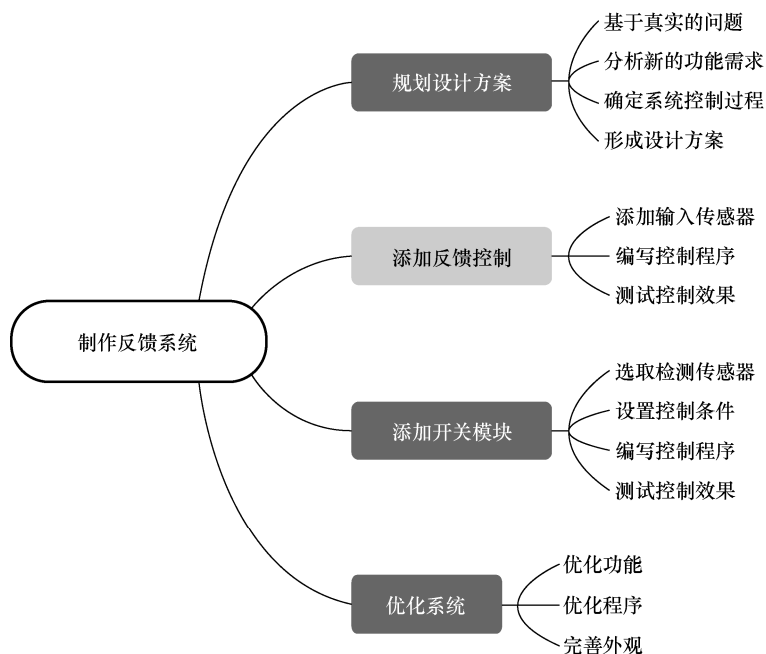 制作反馈系统
规划设计方案
基于真实的问题
分析新的功能需求
确定系统控制过程
形成设计方案
添加反馈控制
添加输入传感器
编写控制程序
测试控制效果
添加开关模块
选取检测传感器
设置控制条件
编写控制程序
测试控制效果
优化系统
优化功能
优化程序
完善外观